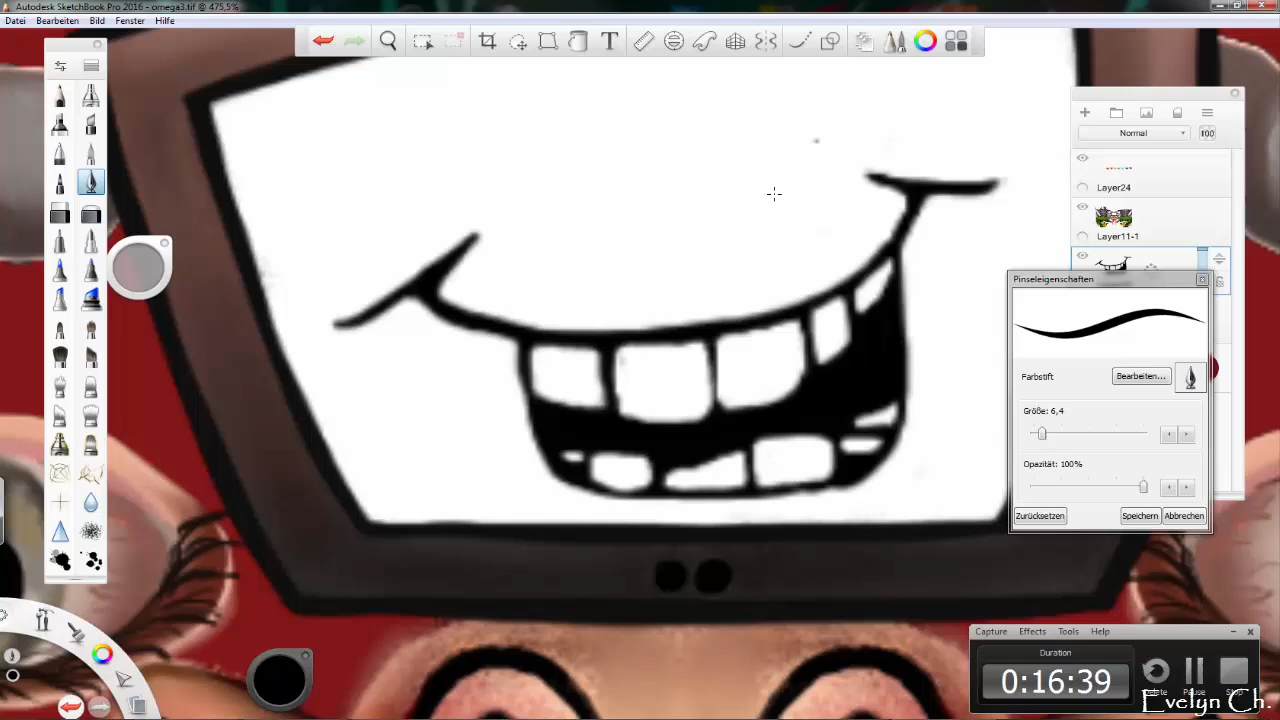 Autodesk SketchBook Pro 2016 - omega3.tif @ 475,5%
Datei Bearbeiten Bild Fenster Hilfe
Normal
100
Layer24
Layer11-1
Pinseleigenschaften
Farbstift
Bearbeiten...
Größe: 6,4
Opazität: 100%
Zurücksetzen
Speichern
Abbrechen
Capture Effects Tools Help
Duration
0:16:39
Pause
Evelyn Ch.